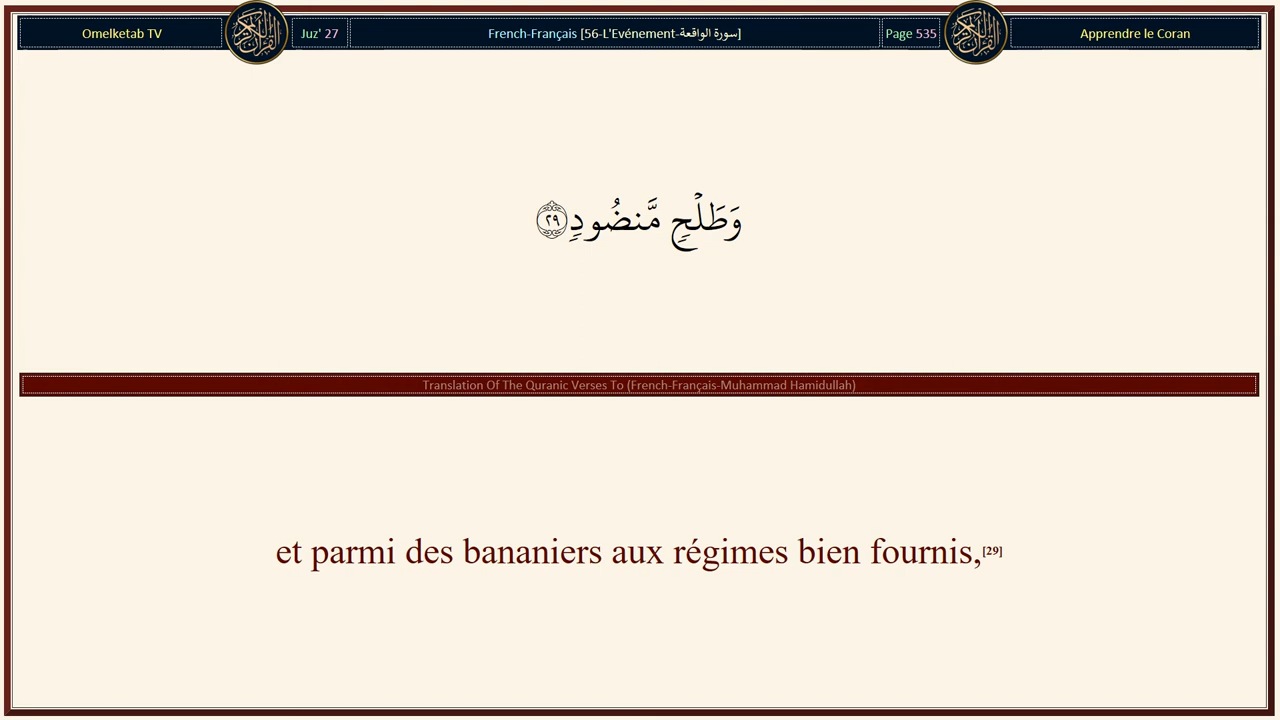 Omelketab TV
Juz' 27
French-Français [56-L'Evénement-سورة الواقعة]
Page 535
Apprendre le Coran
وَطَلۡحٖ مَّنضُودٖ ٢٩
Translation Of The Quranic Verses To (French-Français-Muhammad Hamidullah)
et parmi des bananiers aux régimes bien fournis,[29]